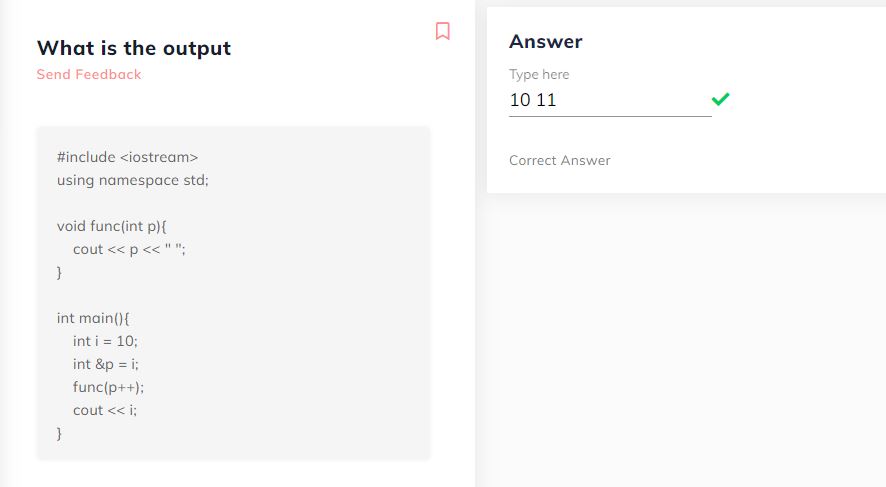 What is the output
Send Feedback
#include <iostream>
using namespace std;
void func(int p){
cout << p << " ";
}
int main(){
int i = 10;
int &p = i;
func(p++);
cout << i;
}
Answer
Type here
10 11
Correct Answer